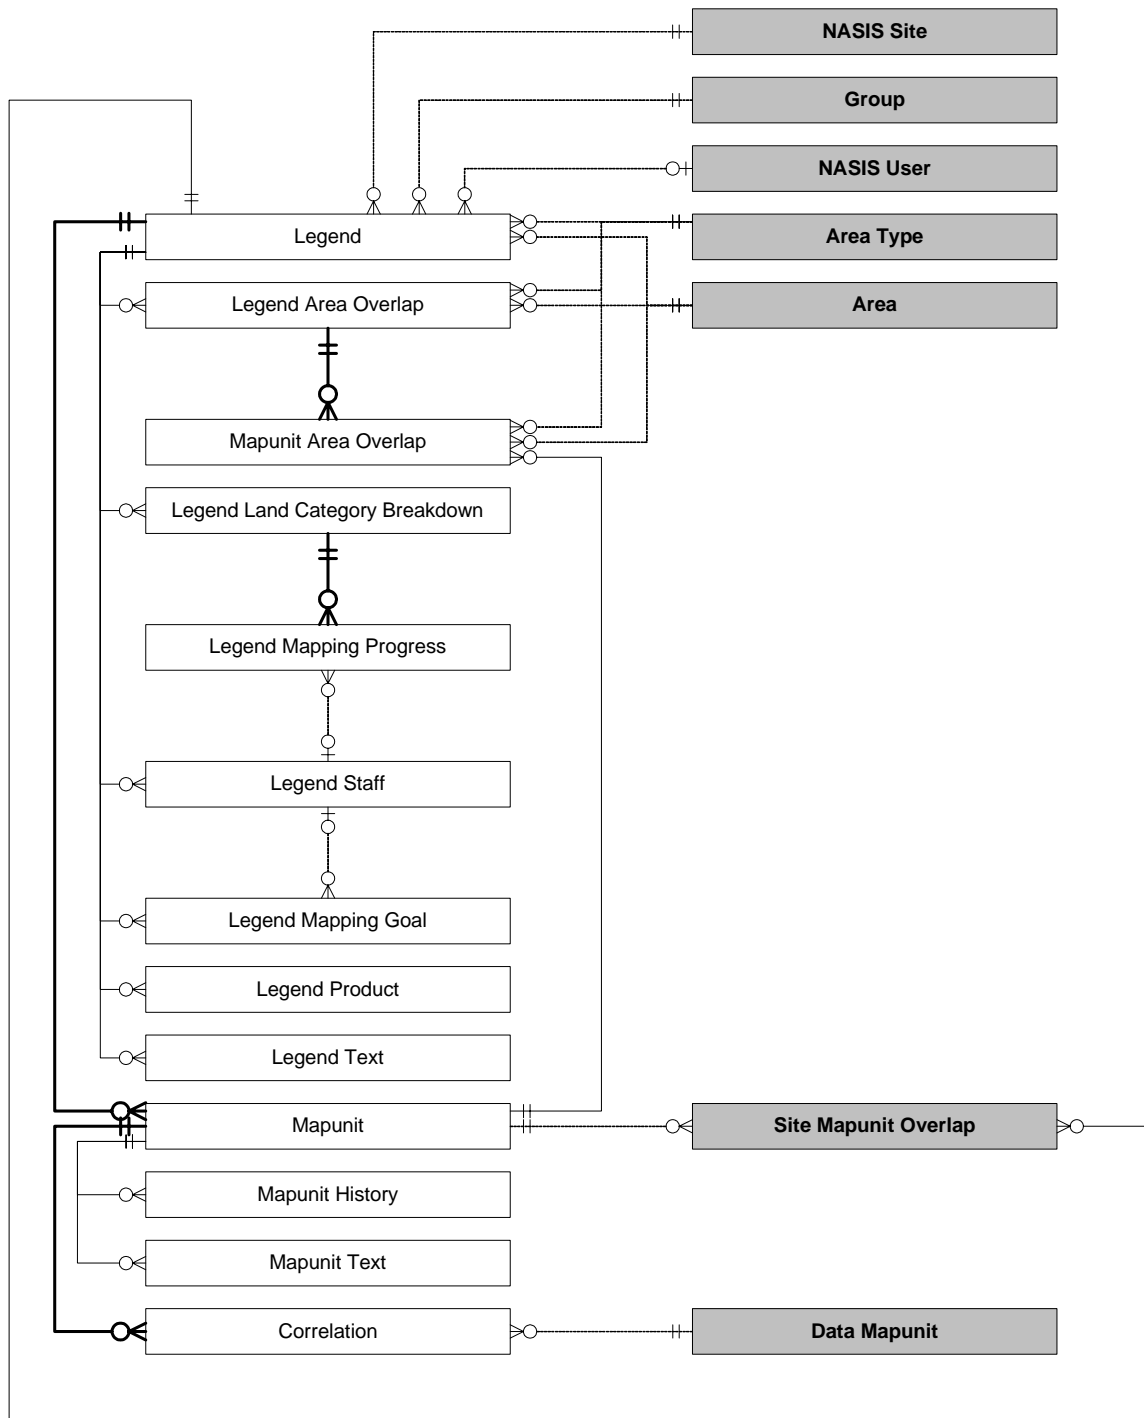 NASIS Site
Group
NASIS User
Legend
Area Type
Legend Area Overlap
Area
Mapunit Area Overlap
Legend Land Category Breakdown
Legend Mapping Progress
Legend Staff
Legend Mapping Goal
Legend Product
Legend Text
Mapunit
Site Mapunit Overlap
Mapunit History
Mapunit Text
Correlation
Data Mapunit